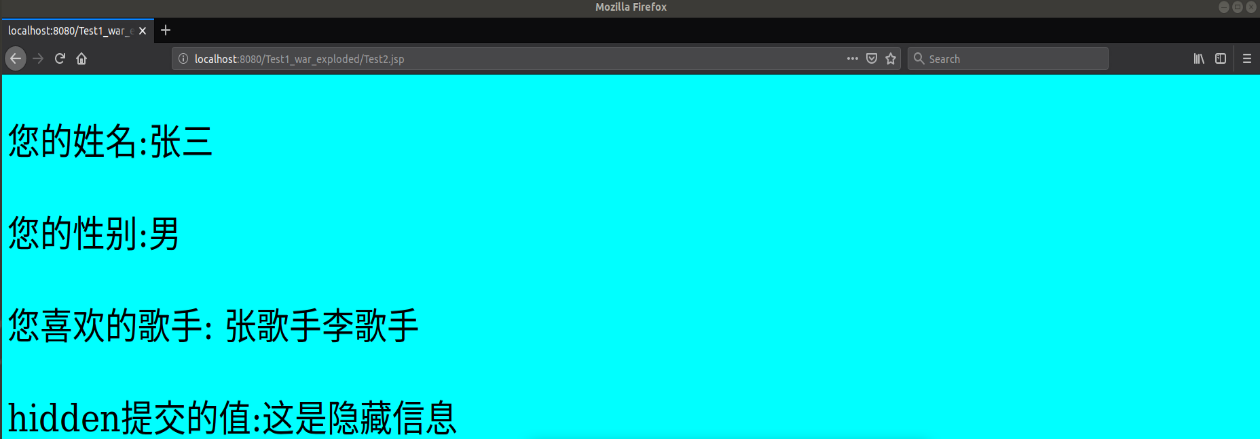 Mozilla Firefox
localhost:8080/Test1_war_e
localhost:8080/Test1_war_exploded/Test2.jsp
Search
您的姓名:张三
您的性别:男
您喜欢的歌手: 张歌手李歌手
hidden提交的值:这是隐藏信息